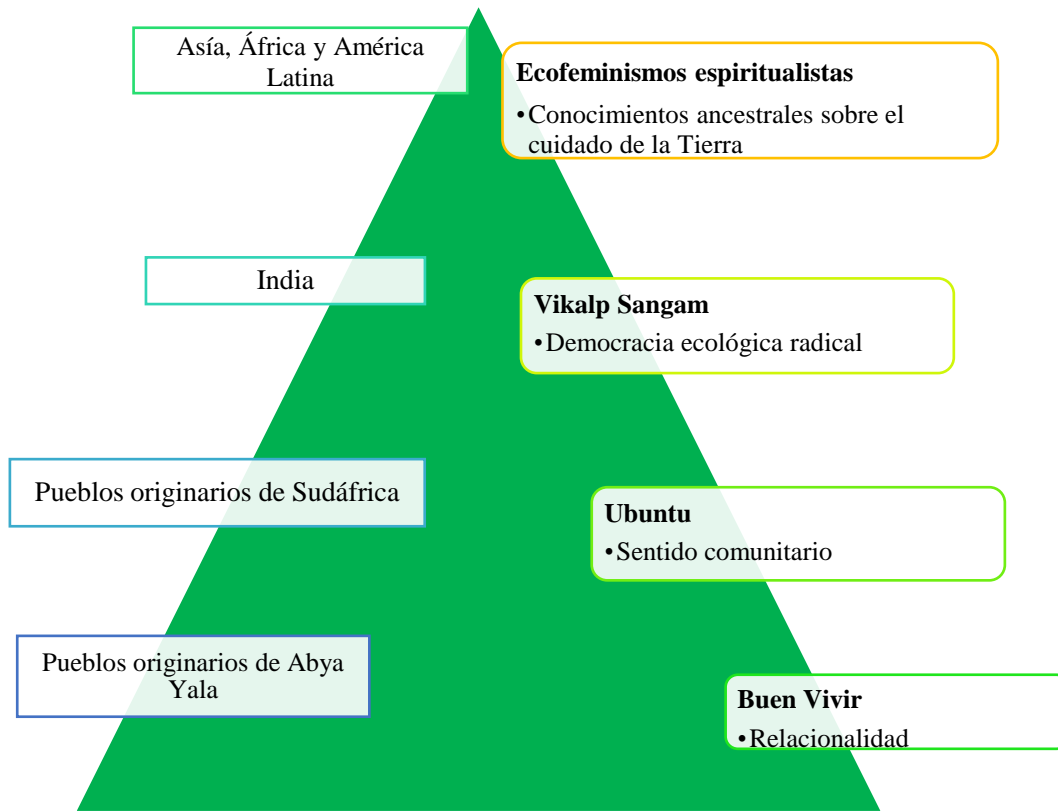 Asía, África y América
Latina
Ecofeminismos espiritualistas
•Conocimientos ancestrales sobre el
cuidado de la Tierra
India
Vikalp Sangam
•Democracia ecológica radical
Pueblos originarios de Sudáfrica
Ubuntu
•Sentido comunitario
Pueblos originarios de Abya
Yala
Buen Vivir
•Relacionalidad